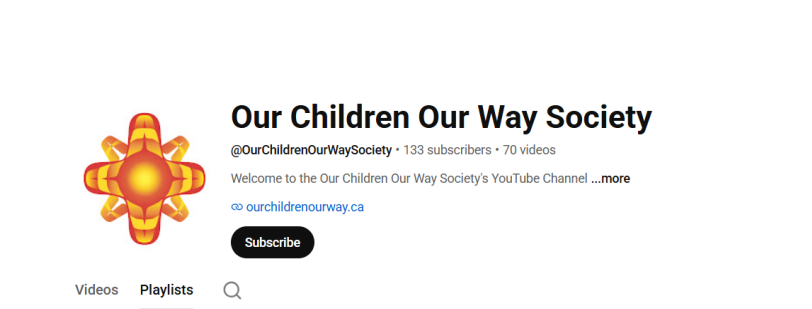 Our Children Our Way Society
@OurChildrenOurWaySociety • 133 subscribers • 70 videos
Welcome to the Our Children Our Way Society's YouTube Channel ...more
ourchildrenourway.ca
Subscribe
Videos Playlists